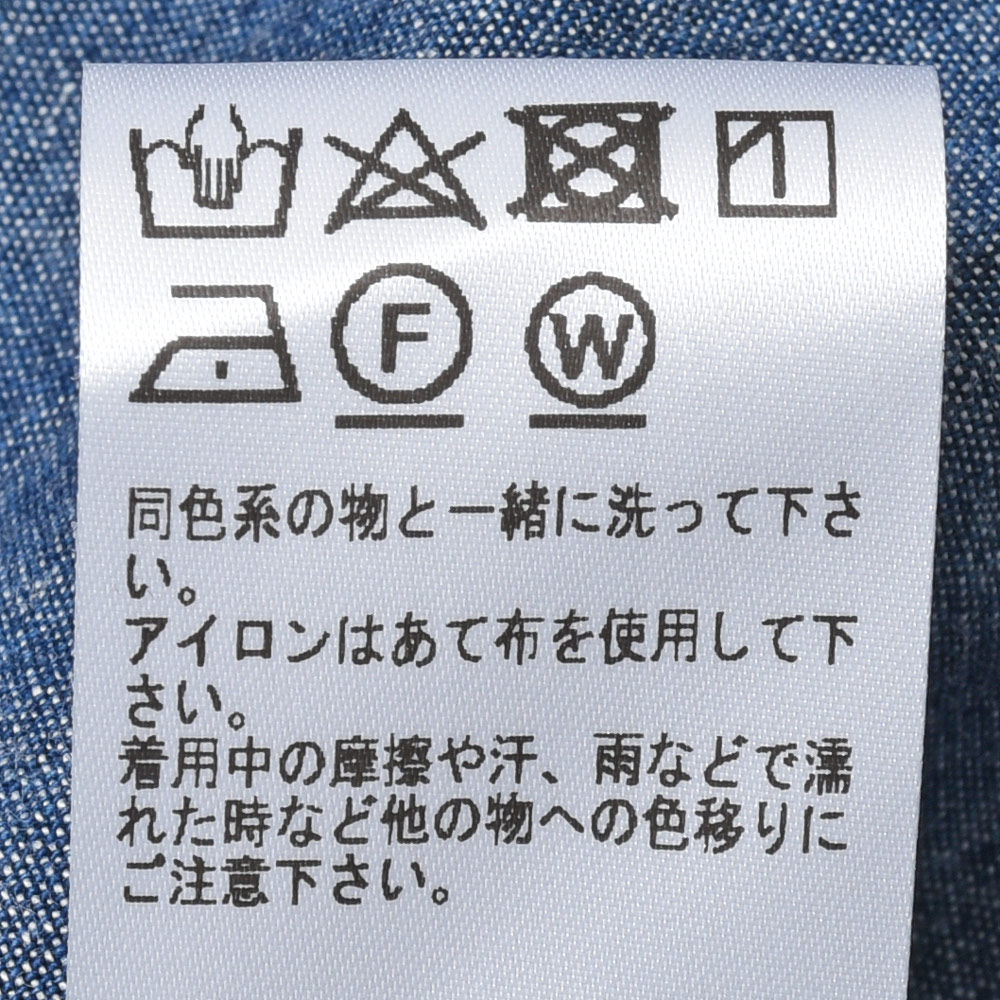 F W
同色系の物と一緒に洗って下さ
い。
アイロンはあて布を使用して下
さい。
着用中の摩擦や汗、雨などで濡
れた時など他の物への色移りに
ご注意下さい。